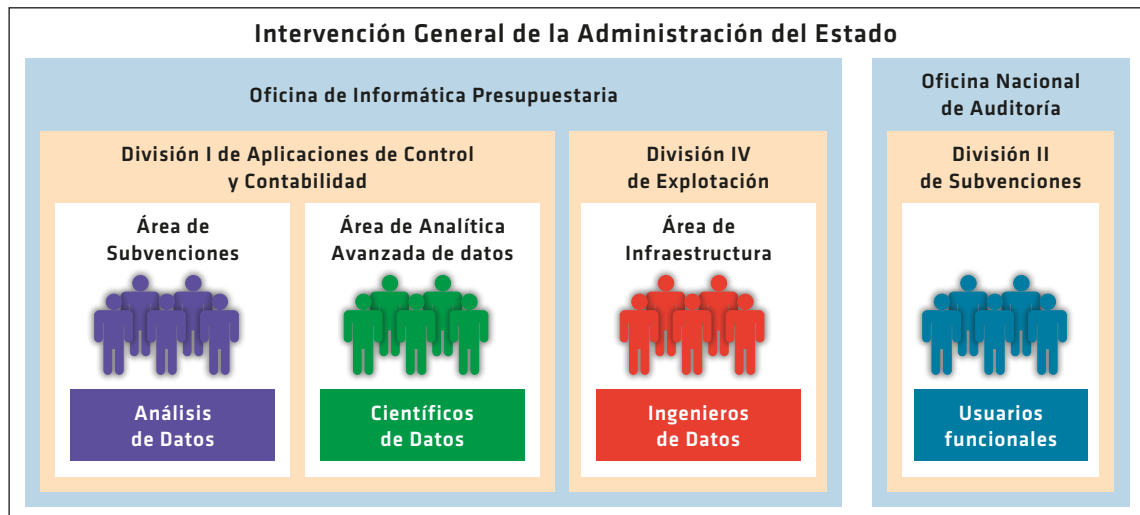 Intervención General de la Administración del Estado
Oficina de Informática Presupuestaria
División I de Aplicaciones de Control
y Contabilidad
Área de
Subvenciones
Análisis
de Datos
Área de Analítica
Avanzada de datos
Científicos
de Datos
División IV
de Explotación
Área de
Infraestructura
Ingenieros
de Datos
Oficina Nacional
de Auditoría
División II
de Subvenciones
Usuarios
funcionales